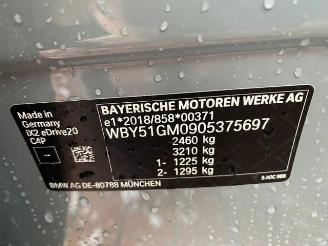 BAYERISCHE MOTOREN WERKE AG
e1*2018/858*00371
WBY51GM0905375697
2460 kg
3210 kg
1- 1225 kg
2- 1295 kg
Made in
Germany
iX2 eDrive20
C4P
BMW AG DE-80788 MÜNCHEN